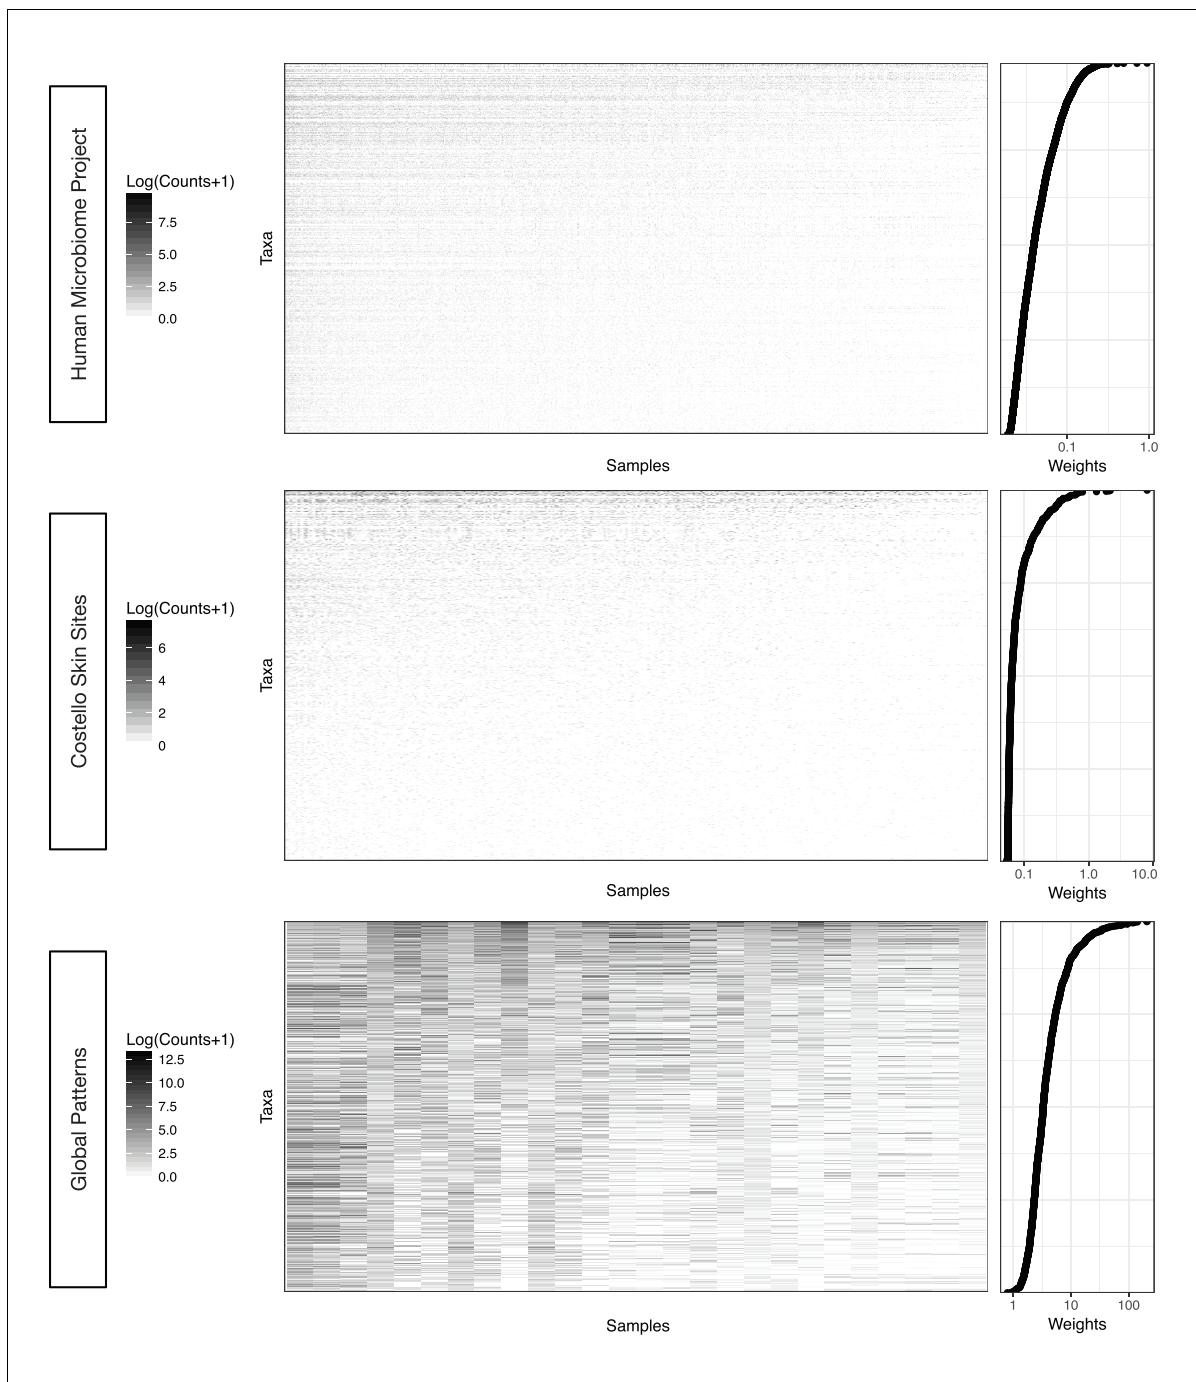 Human Microbiome Project
Log(Counts+1)
7.5
5.0
2.5
0.0
Taxa
Samples
0.1 1.0
Weights
Costello Skin Sites
Log(Counts+1)
6
4
2
0
Taxa
Samples
0.1 1.0 10.0
Weights
Global Patterns
Log(Counts+1)
12.5
10.0
7.5
5.0
2.5
0.0
Taxa
Samples
1 10 100
Weights